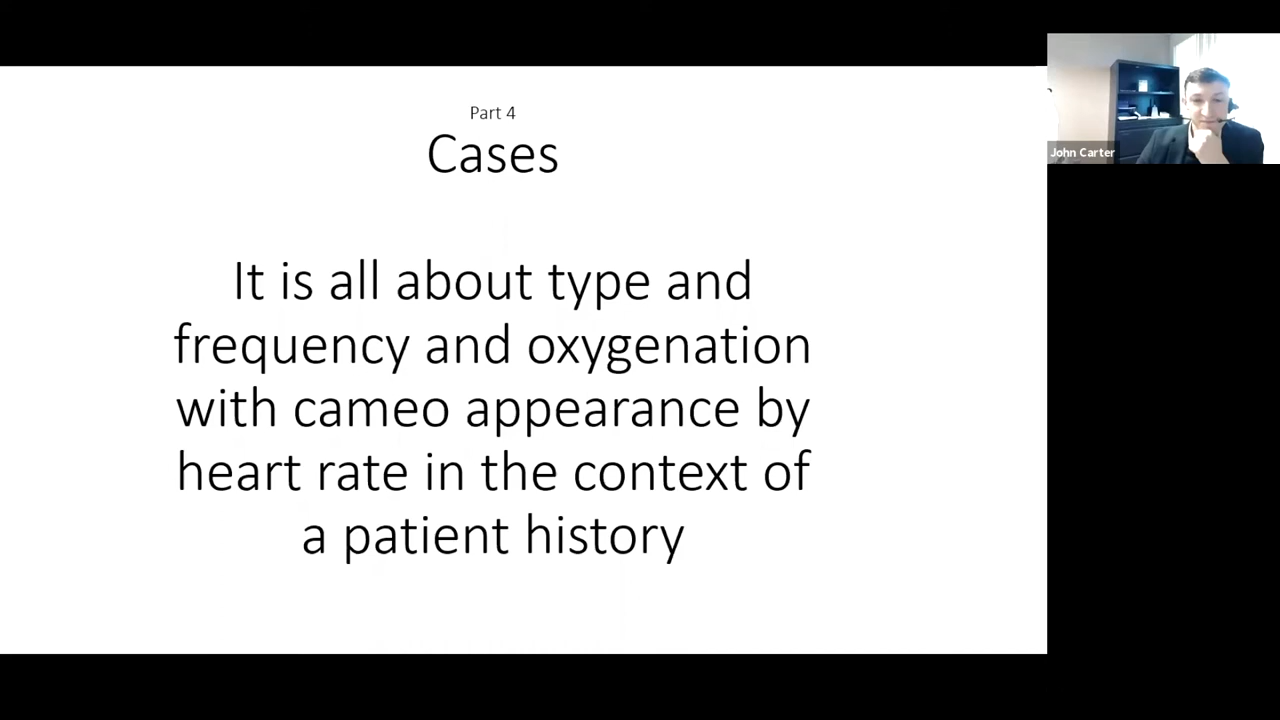 Part 4
Cases
It is all about type and
frequency and oxygenation
with cameo appearance by
heart rate in the context of
a patient history
John Carter